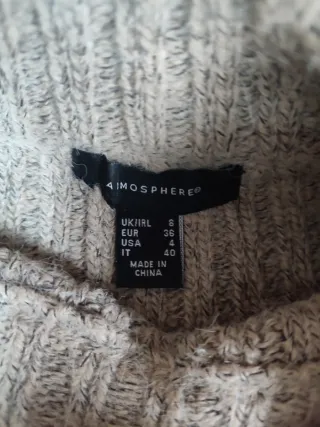 ATMOSPHERE®
UK/IRL 8
EUR 36
USA 4
IT 40
MADE IN
CHINA